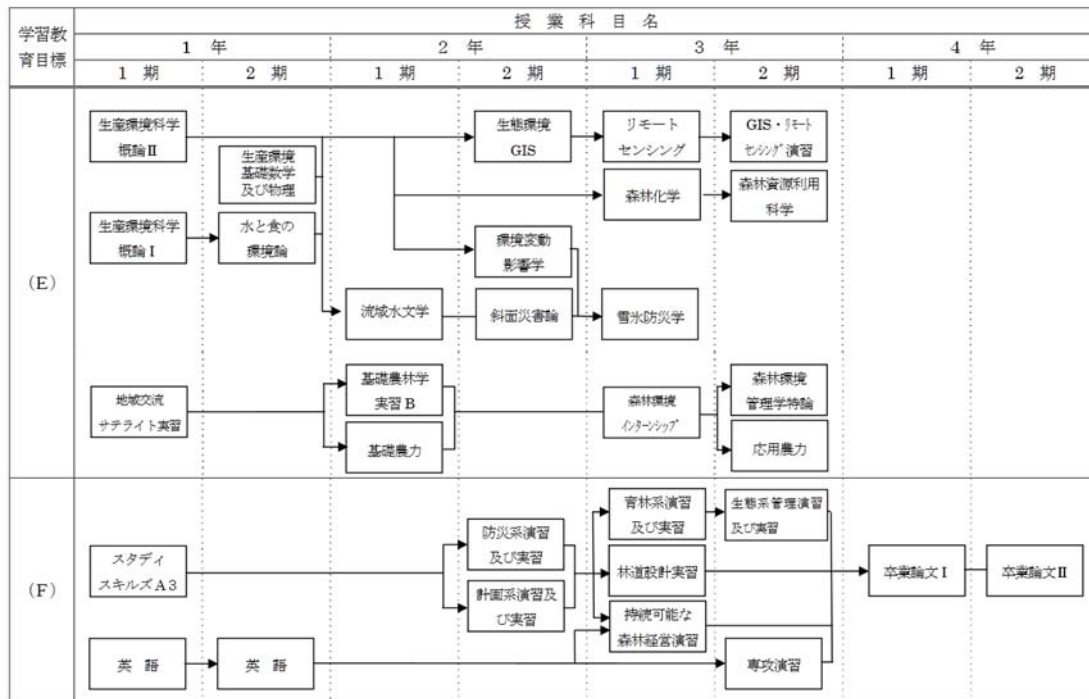 学習教
育目標
授業科目名
1 年
2 年
3 年
4 年
1 期
2 期
1 期
2 期
1 期
2 期
1 期
2 期
(E)
生産環境科学
概論Ⅱ
生態環境
GIS
リモート
センシング
GIS・リモート
センシング演習
生産環境
基礎数学
及び物理
森林化学
森林資源利用
科学
生産環境科学
概論Ⅰ
水と食の
環境論
環境変動
影響学
流域水文学
斜面災害論
雪氷防災学
地域交流
サテライト実習
基礎農林学
実習B
基礎農力
森林環境
インターンシップ
森林環境
管理学特論
応用農力
(F)
スタディ
スキルズA3
防災系演習
及び実習
計画系演習及
び実習
育林系演習
及び実習
生態系管理演習
及び実習
林道設計実習
持続可能な
森林経営演習
卒業論文Ⅰ
卒業論文Ⅱ
英 語
英 語
専攻演習